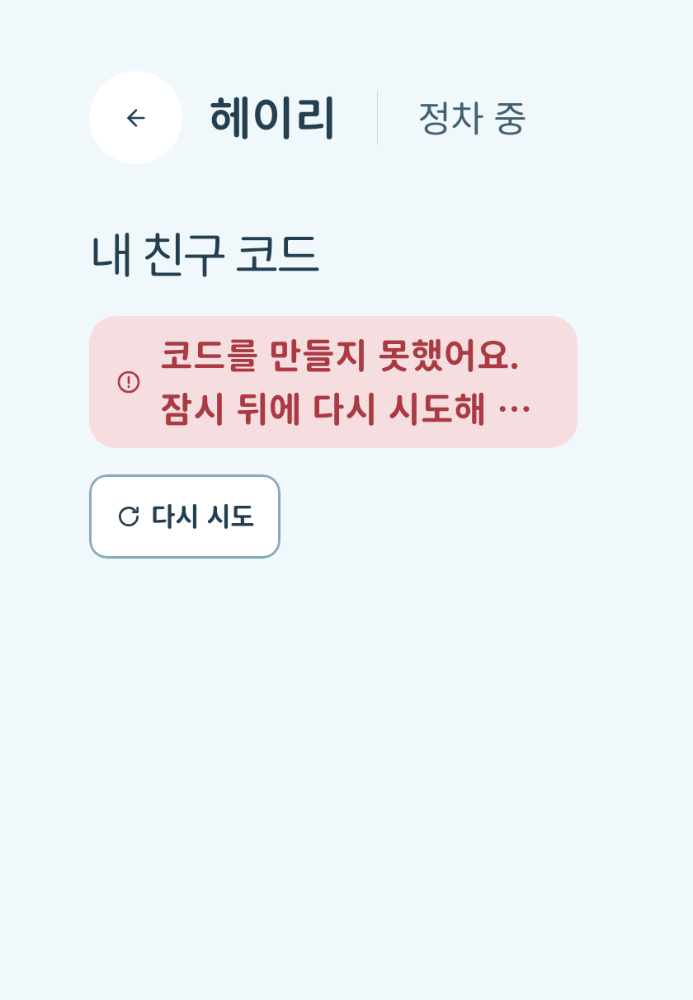 헤이리
정차 중
내 친구 코드
코드를 만들지 못했어요.
잠시 뒤에 다시 시도해 …
다시 시도